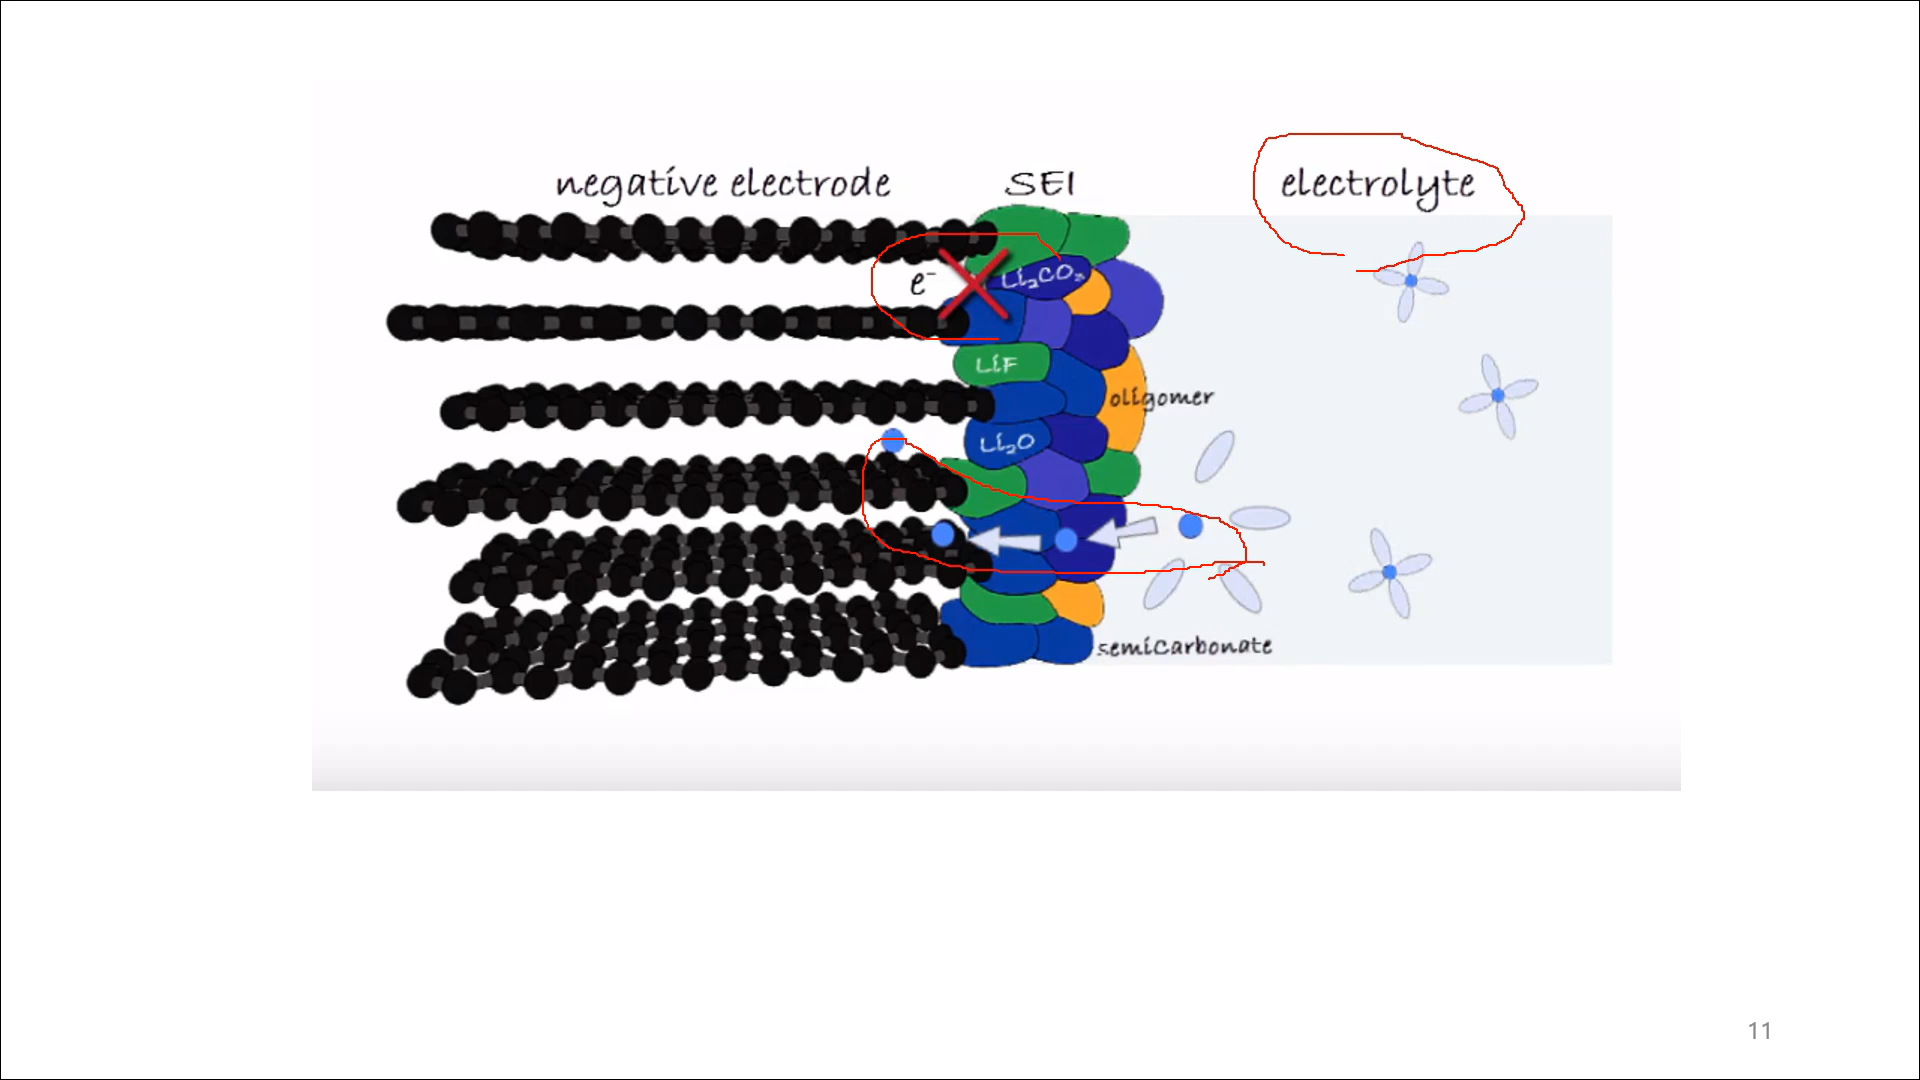 negative electrode SEI electrolyte
e⁻
Li₂CO₃
LiF
oligomer
Li₂O
semicarbonate
11